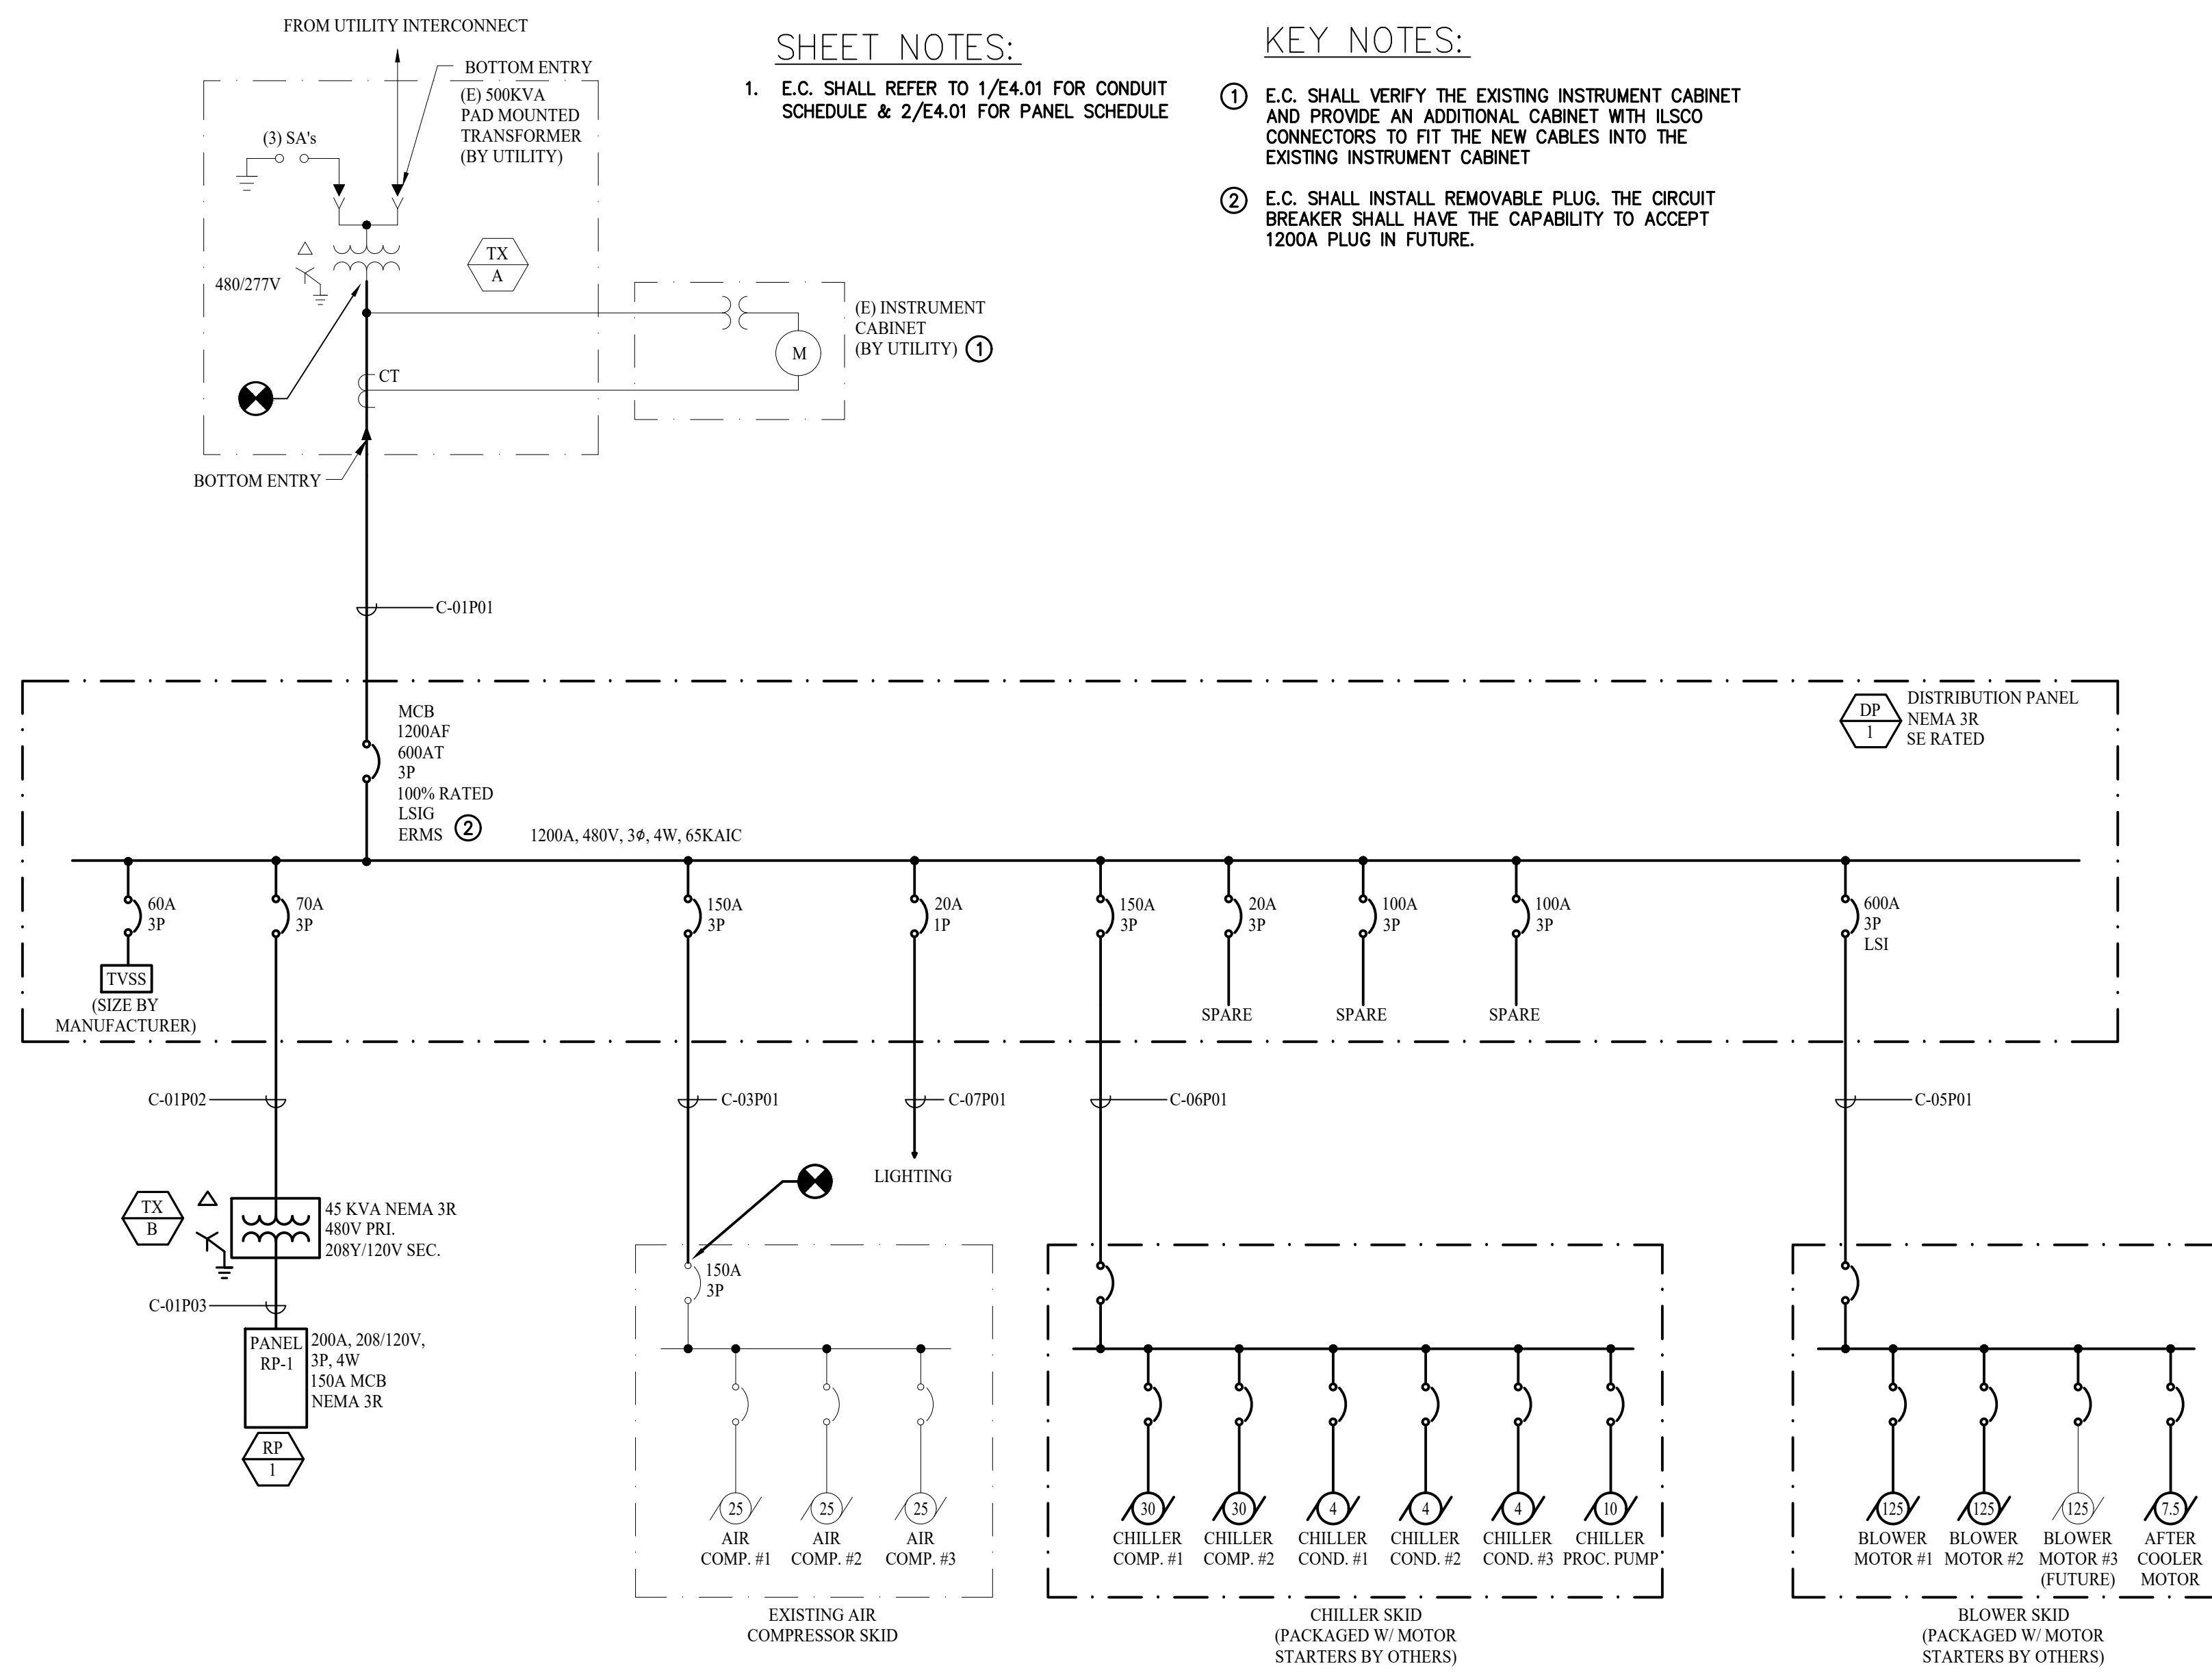 FROM UTILITY INTERCONNECT
BOTTOM ENTRY
(E) 500KVA
PAD MOUNTED
TRANSFORMER
(BY UTILITY)
(3) SA's
480/277V
TX
A
CT
BOTTOM ENTRY
M
(E) INSTRUMENT
CABINET
(BY UTILITY) 1
SHEET NOTES:
1. E.C. SHALL REFER TO 1/E4.01 FOR CONDUIT
SCHEDULE & 2/E4.01 FOR PANEL SCHEDULE
KEY NOTES:
1 E.C. SHALL VERIFY THE EXISTING INSTRUMENT CABINET
AND PROVIDE AN ADDITIONAL CABINET WITH ILSCO
CONNECTORS TO FIT THE NEW CABLES INTO THE
EXISTING INSTRUMENT CABINET
2 E.C. SHALL INSTALL REMOVABLE PLUG. THE CIRCUIT
BREAKER SHALL HAVE THE CAPABILITY TO ACCEPT
1200A PLUG IN FUTURE.
C-01P01
DP
1
DISTRIBUTION PANEL
NEMA 3R
SE RATED
MCB
1200AF
600AT
3P
100% RATED
LSIG
ERMS 2
1200A, 480V, 3ø, 4W, 65KAIC
60A
3P
TVSS
(SIZE BY
MANUFACTURER)
70A
3P
150A
3P
20A
1P
150A
3P
20A
3P
SPARE
100A
3P
SPARE
100A
3P
SPARE
600A
3P
LSI
C-01P02
C-03P01
C-07P01
C-06P01
C-05P01
LIGHTING
TX
B
45 KVA NEMA 3R
480V PRI.
208Y/120V SEC.
C-01P03
PANEL
RP-1
200A, 208/120V,
3P, 4W
150A MCB
NEMA 3R
RP
1
150A
3P
25
AIR
COMP. #1
25
AIR
COMP. #2
25
AIR
COMP. #3
EXISTING AIR
COMPRESSOR SKID
30
CHILLER
COMP. #1
30
CHILLER
COMP. #2
4
CHILLER
COND. #1
4
CHILLER
COND. #2
4
CHILLER
COND. #3
10
CHILLER
PROC. PUMP
CHILLER SKID
(PACKAGED W/ MOTOR
STARTERS BY OTHERS)
125
BLOWER
MOTOR #1
125
BLOWER
MOTOR #2
125
BLOWER
MOTOR #3
(FUTURE)
7.5
AFTER
COOLER
MOTOR
BLOWER SKID
(PACKAGED W/ MOTOR
STARTERS BY OTHERS)